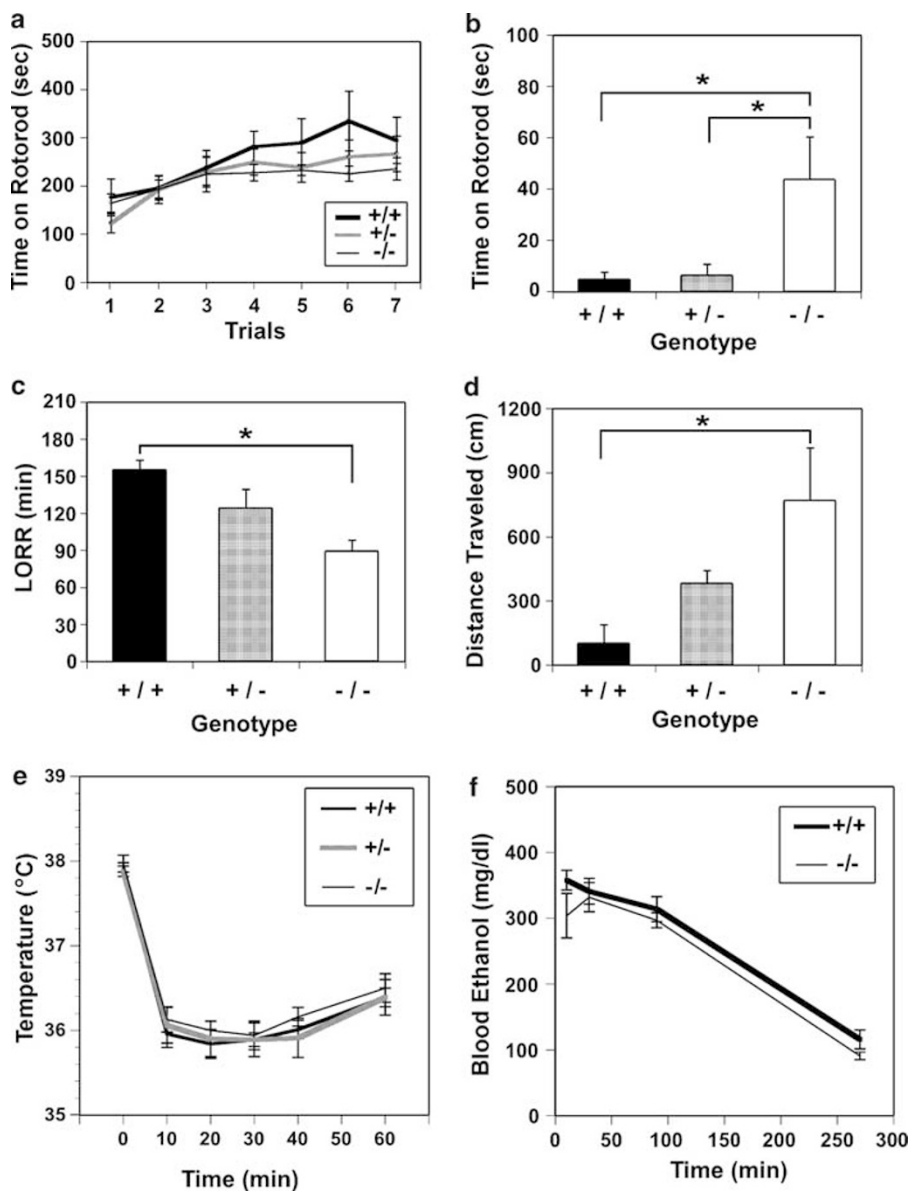 a
Time on Rotorod (sec)
500
400
300
200
100
0
1 2 3 4 5 6 7
Trials
+/+
+/-
-/-
b
Time on Rotorod (sec)
100
80
60
40
20
0
*
*
+ / + + / - - / -
Genotype
c
LORR (min)
210
180
150
120
90
60
30
0
*
+ / + + / - - / -
Genotype
d
Distance Traveled (cm)
1200
900
600
300
0
*
+ / + + / - - / -
Genotype
e
Temperature (°C)
39
38
37
36
35
0 10 20 30 40 50 60
Time (min)
+/+
+/-
-/-
f
Blood Ethanol (mg/dl)
500
400
300
200
100
0
0 50 100 150 200 250 300
Time (min)
+/+
-/-